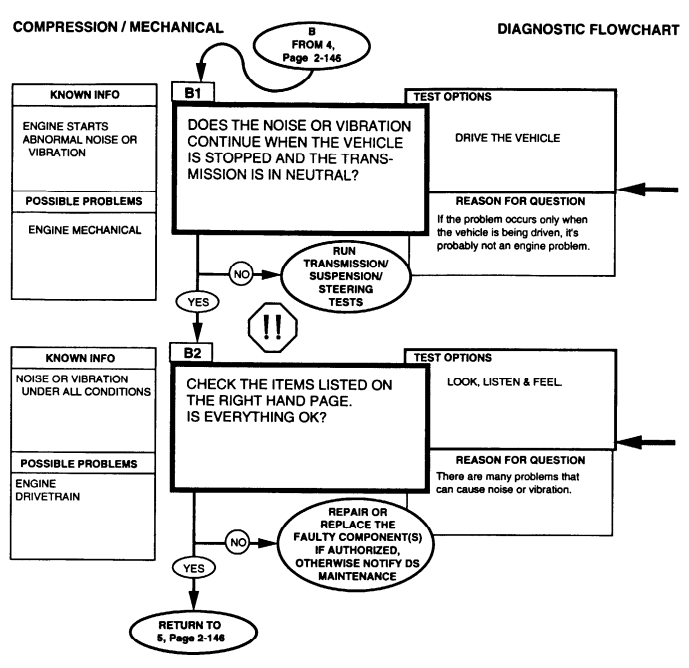 COMPRESSION / MECHANICAL
DIAGNOSTIC FLOWCHART
B
FROM 4,
Page 2-146
KNOWN INFO
ENGINE STARTS
ABNORMAL NOISE OR
VIBRATION
POSSIBLE PROBLEMS
ENGINE MECHANICAL
B1
DOES THE NOISE OR VIBRATION
CONTINUE WHEN THE VEHICLE
IS STOPPED AND THE TRANS-
MISSION IS IN NEUTRAL?
TEST OPTIONS
DRIVE THE VEHICLE
REASON FOR QUESTION
If the problem occurs only when
the vehicle is being driven, it's
probably not an engine problem.
NO
RUN
TRANSMISSION/
SUSPENSION/
STEERING
TESTS
YES
!!
KNOWN INFO
NOISE OR VIBRATION
UNDER ALL CONDITIONS
POSSIBLE PROBLEMS
ENGINE
DRIVETRAIN
B2
CHECK THE ITEMS LISTED ON
THE RIGHT HAND PAGE.
IS EVERYTHING OK?
TEST OPTIONS
LOOK, LISTEN & FEEL.
REASON FOR QUESTION
There are many problems that
can cause noise or vibration.
NO
REPAIR OR
REPLACE THE
FAULTY COMPONENT(S)
IF AUTHORIZED,
OTHERWISE NOTIFY DS
MAINTENANCE
YES
RETURN TO
5, Page 2-146